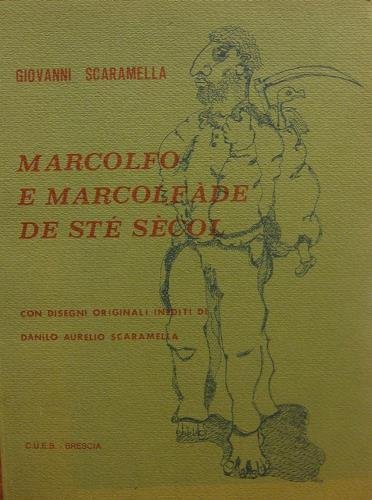 GIOVANNI SCARAMELLA
MARCOLFO
E MARCOLFÀDE
DE STÉ SÈCOL
CON DISEGNI ORIGINALI INEDITI DI
DANILO AURELIO SCARAMELLA
C.U.E.B. - BRESCIA